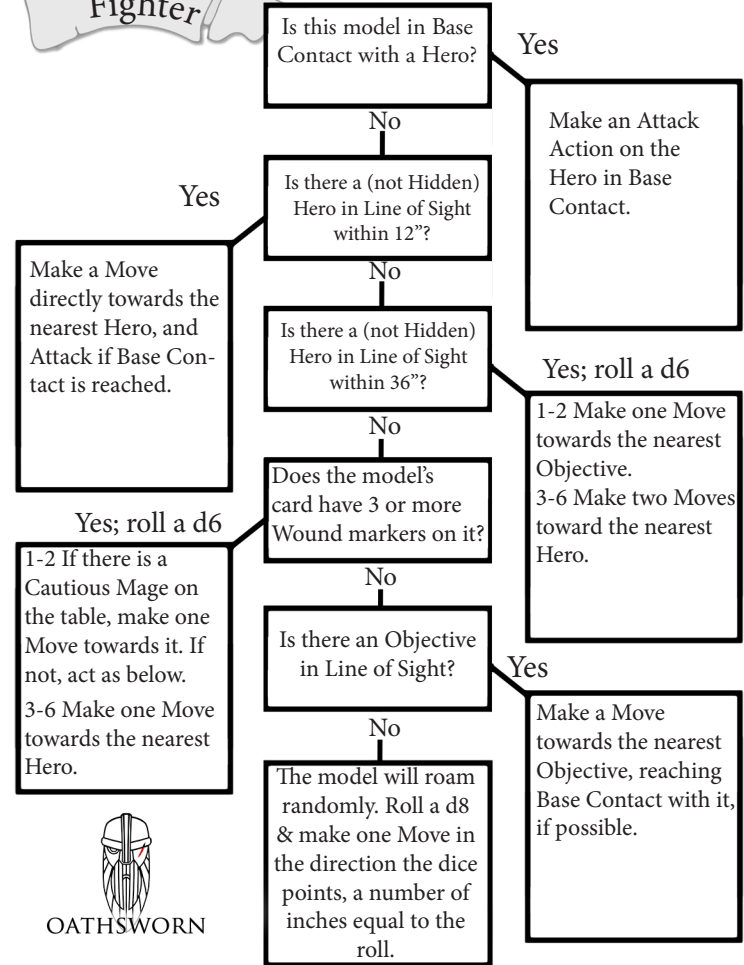 Fighter
Is this model in Base
Contact with a Hero?
Yes
Make an Attack
Action on the
Hero in Base
Contact.
No
Is there a (not Hidden)
Hero in Line of Sight
within 12”?
Yes
Make a Move
directly towards the
nearest Hero, and
Attack if Base Con-
tact is reached.
No
Is there a (not Hidden)
Hero in Line of Sight
within 36”?
Yes; roll a d6
1-2 Make one Move
towards the nearest
Objective.
3-6 Make two Moves
toward the nearest
Hero.
No
Does the model’s
card have 3 or more
Wound markers on it?
Yes; roll a d6
1-2 If there is a
Cautious Mage on
the table, make one
Move towards it. If
not, act as below.
3-6 Make one Move
towards the nearest
Hero.
No
Is there an Objective
in Line of Sight?
Yes
Make a Move
towards the nearest
Objective, reaching
Base Contact with it,
if possible.
No
The model will roam
randomly. Roll a d8
& make one Move in
the direction the dice
points, a number of
inches equal to the
roll.
OATHSWORN